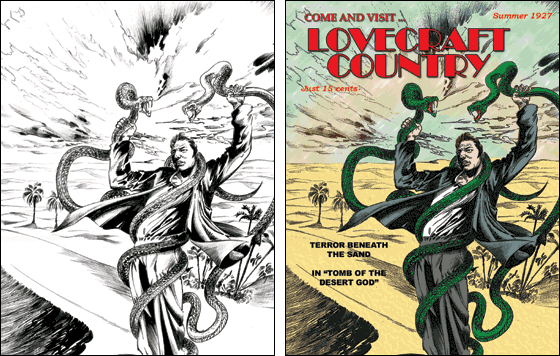 COME AND VISIT ...
Summer 1927
LOVECRAFT
COUNTRY
Just 15 cents!
TERROR BENEATH
THE SAND
IN "TOMB OF THE
DESERT GOD"